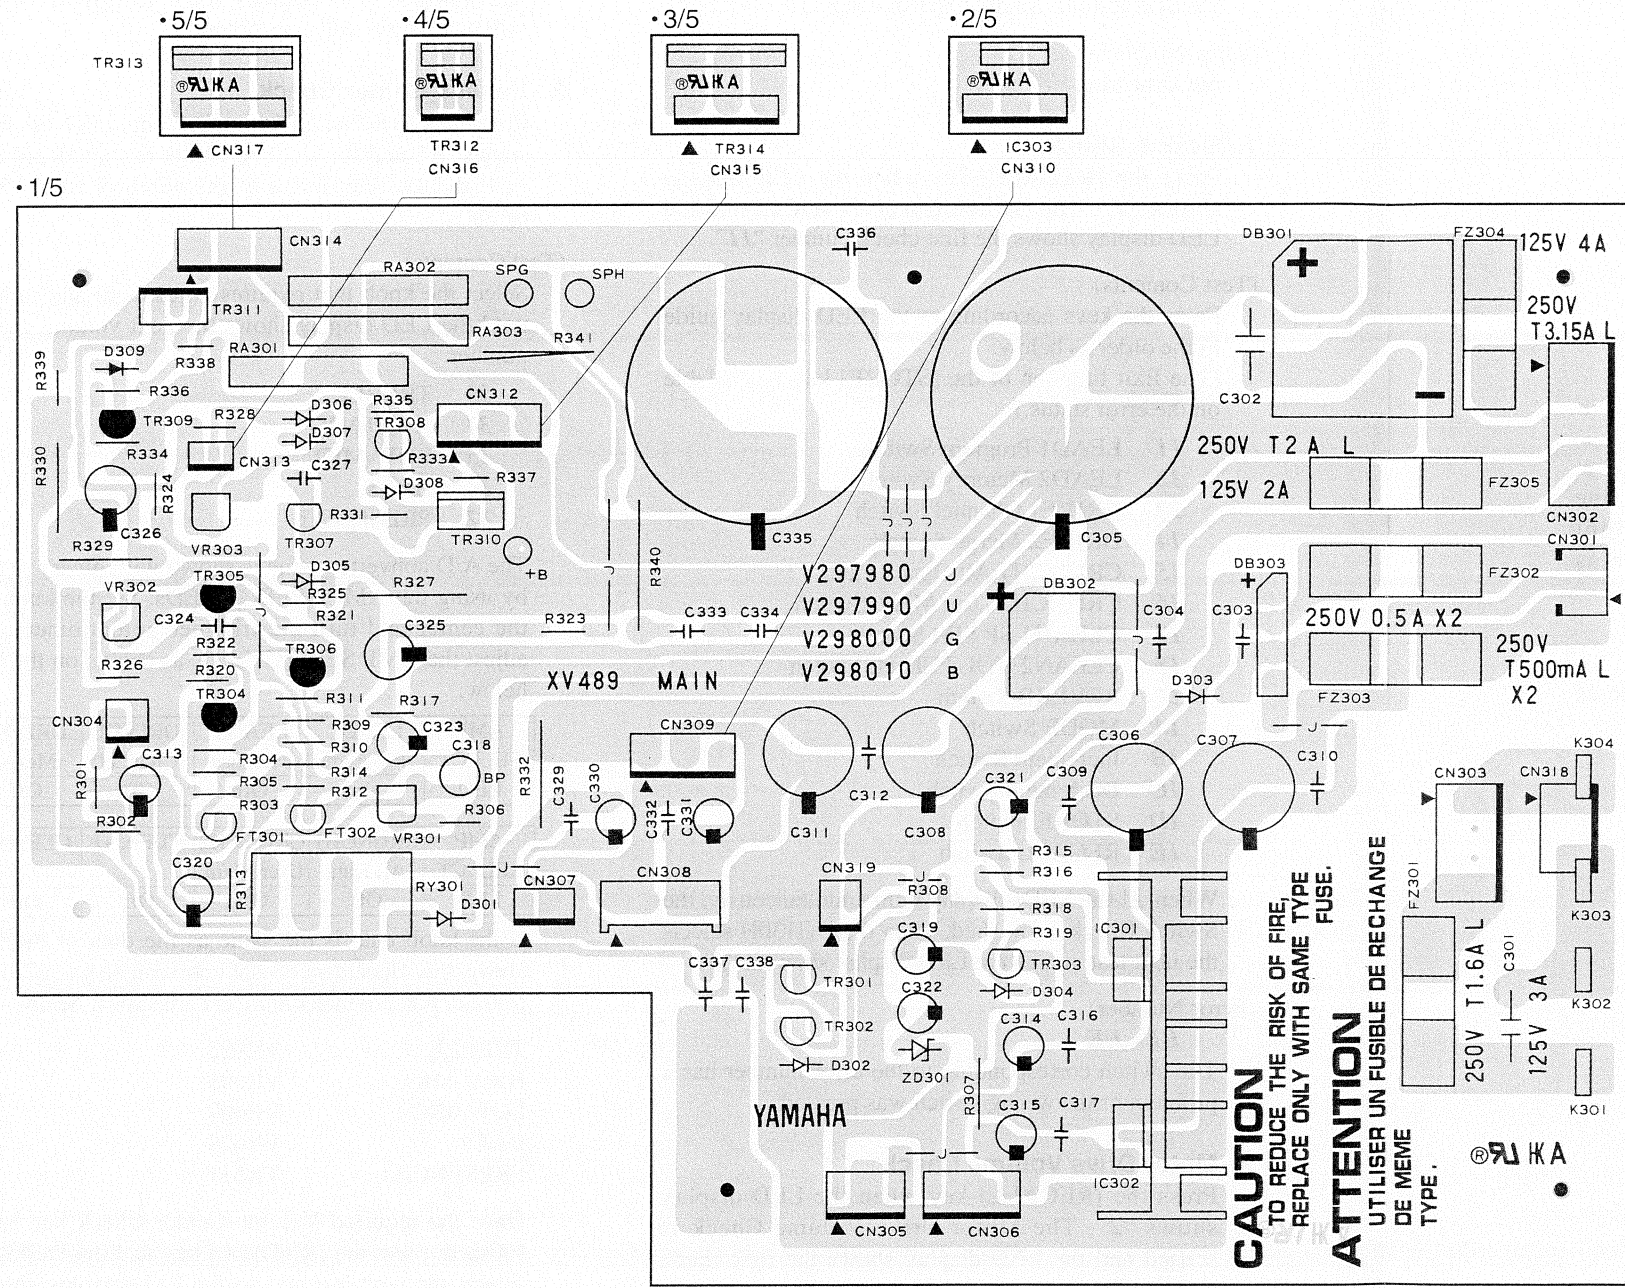 • 5/5
• 4/5
• 3/5
• 2/5
TR313
CN317
TR312
CN316
TR314
CN315
IC303
CN310
• 1/5
CN314
RA302
SPG
SPH
C336
DB301
FZ304
125V 4A
250V
T3.15A L
TR311
RA303
R341
R339
D309
R338
RA301
R336
TR309
R328
D306
R335
CN312
C302
D307
TR308
250V T2A L
R330
R334
R324
CN313
C327
R333
D308
R337
125V 2A
FZ305
C326
R331
CN302
R329
VR303
TR307
TR310
C335
C305
CN301
+B
R340
J
VR302
TR305
D305
R325
R327
V297980 J
V297990 U
V298000 G
V298010 B
DB302
DB303
FZ302
C324
R321
C325
R323
C333
C334
C304
C303
250V 0.5A X2
R322
R326
R320
TR306
XV489 MAIN
D303
250V
T500mA L
X2
FZ303
TR304
R311
R317
CN304
R309
C323
CN309
C306
C307
C310
K304
C313
R310
C318
R301
R304
R314
BP
R332
C329
C330
C312
C321
C309
CN303
CN318
R305
R312
R302
R303
R306
C332
C331
C311
C308
FT301
FT302
VR301
R315
R316
C320
R313
RY301
D301
CN307
CN308
CN319
R308
R318
FZ301
K303
C319
R319
IC301
C337
C338
TR301
TR303
C322
D304
C301
K302
TR302
C314
C316
D302
ZD301
R307
250V T1.6A L
125V 3A
YAMAHA
C315
C317
K301
IC302
CN305
CN306
CAUTION
TO REDUCE THE RISK OF FIRE,
REPLACE ONLY WITH SAME TYPE
FUSE.
ATTENTION
UTILISER UN FUSIBLE DE RECHANGE
DE MEME
TYPE.